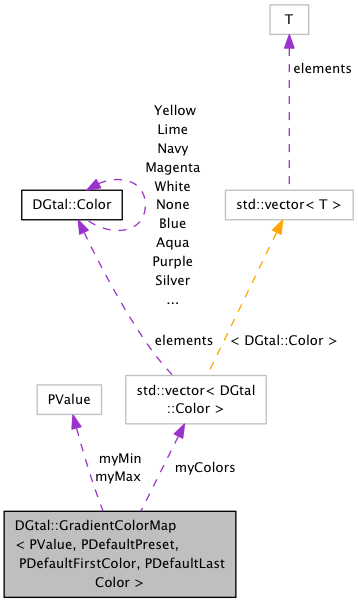 T
elements
Yellow
Lime
Navy
Magenta
White
None
Blue
Aqua
Purple
Silver
...
DGtal::Color
std::vector< T >
elements
< DGtal::Color >
PValue
std::vector< DGtal
::Color >
myMin
myMax
myColors
DGtal::GradientColorMap
< PValue, PDefaultPreset,
PDefaultFirstColor, PDefaultLast
Color >